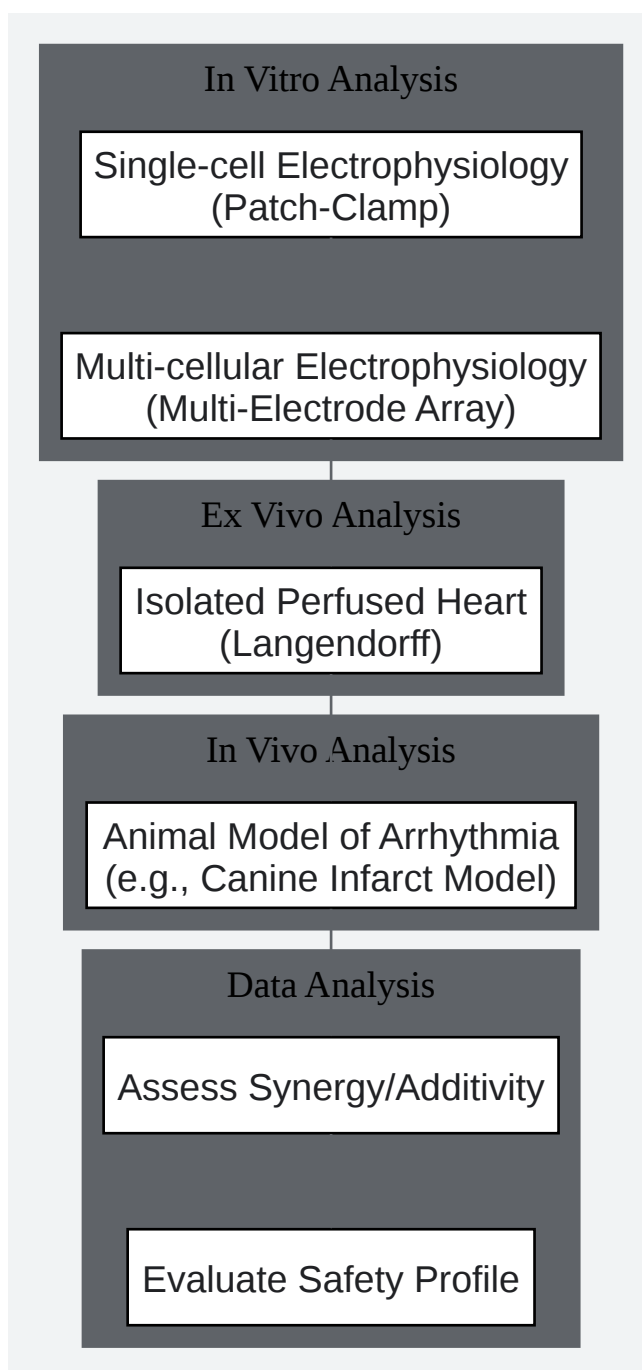 In Vitro Analysis
Single-cell Electrophysiology
(Patch-Clamp)
Multi-cellular Electrophysiology
(Multi-Electrode Array)
Ex Vivo Analysis
Isolated Perfused Heart
(Langendorff)
In Vivo Analysis
Animal Model of Arrhythmia
(e.g., Canine Infarct Model)
Data Analysis
Assess Synergy/Additivity
Evaluate Safety Profile